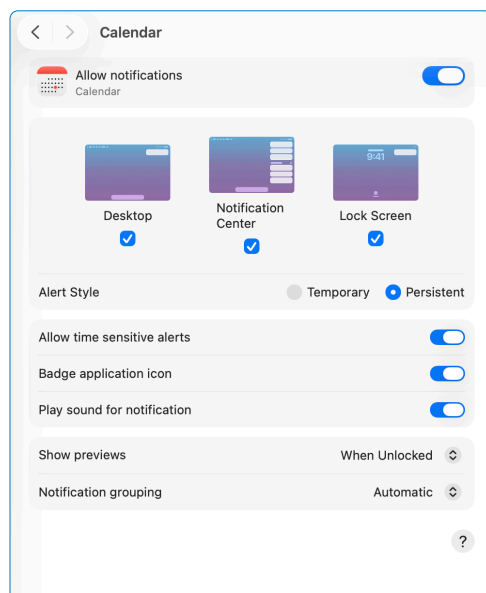 Calendar
Allow notifications
Calendar
9:41
Desktop
Notification
Center
Lock Screen
Alert Style Temporary Persistent
Allow time sensitive alerts
Badge application icon
Play sound for notification
Show previews When Unlocked
Notification grouping Automatic
?